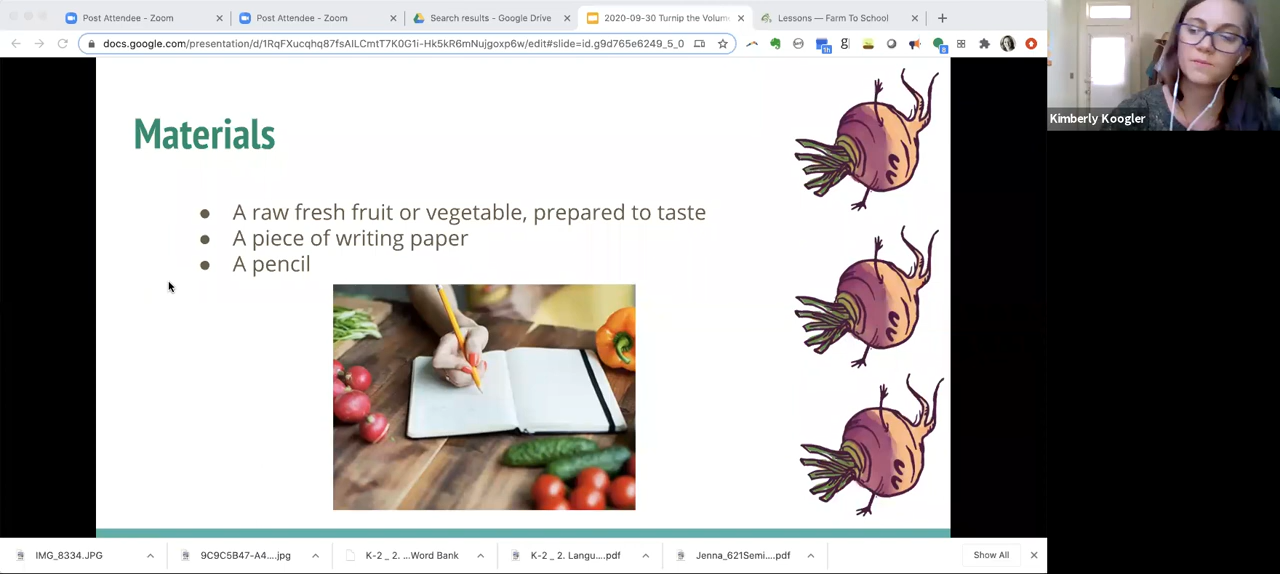 Post Attendee - Zoom
Post Attendee - Zoom
Search results - Google Drive
2020-09-30 Turnip the Volum
Lessons — Farm To School
docs.google.com/presentation/d/1RqFXucqhq87fsAILCmtT7K0G1i-Hk5kR6mNujgoxp6w/edit#slide=id.g9d765e6249_5_0
Kimberly Koogler
Materials
● A raw fresh fruit or vegetable, prepared to taste
● A piece of writing paper
● A pencil
IMG_8334.JPG
9C9C5B47-A4....jpg
K-2 _ 2. ...Word Bank
K-2 _ 2. Langu....pdf
Jenna_621Semi....pdf
Show All